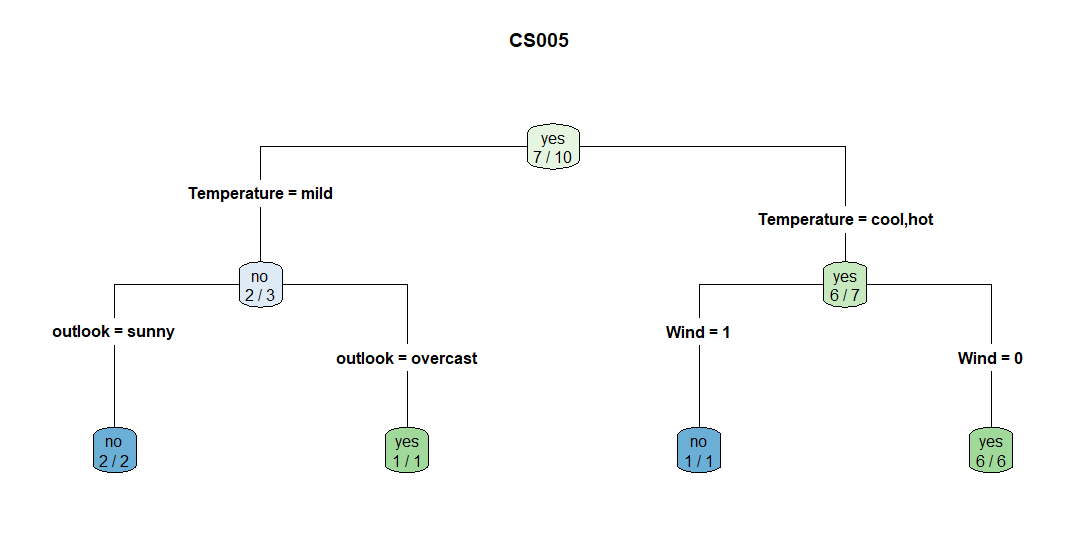 CS005
yes
7 / 10
Temperature = mild
Temperature = cool,hot
no
2 / 3
yes
6 / 7
outlook = sunny
outlook = overcast
Wind = 1
Wind = 0
no
2 / 2
yes
1 / 1
no
1 / 1
yes
6 / 6